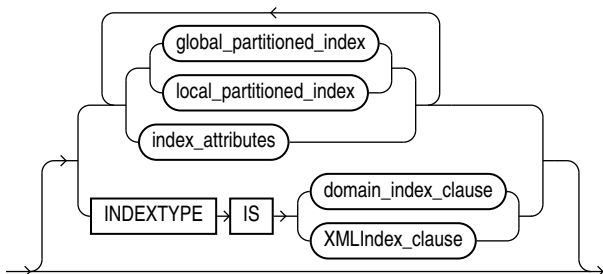 global_partitioned_index
local_partitioned_index
index_attributes
domain_index_clause
INDEXTYPE IS
XMLIndex_clause